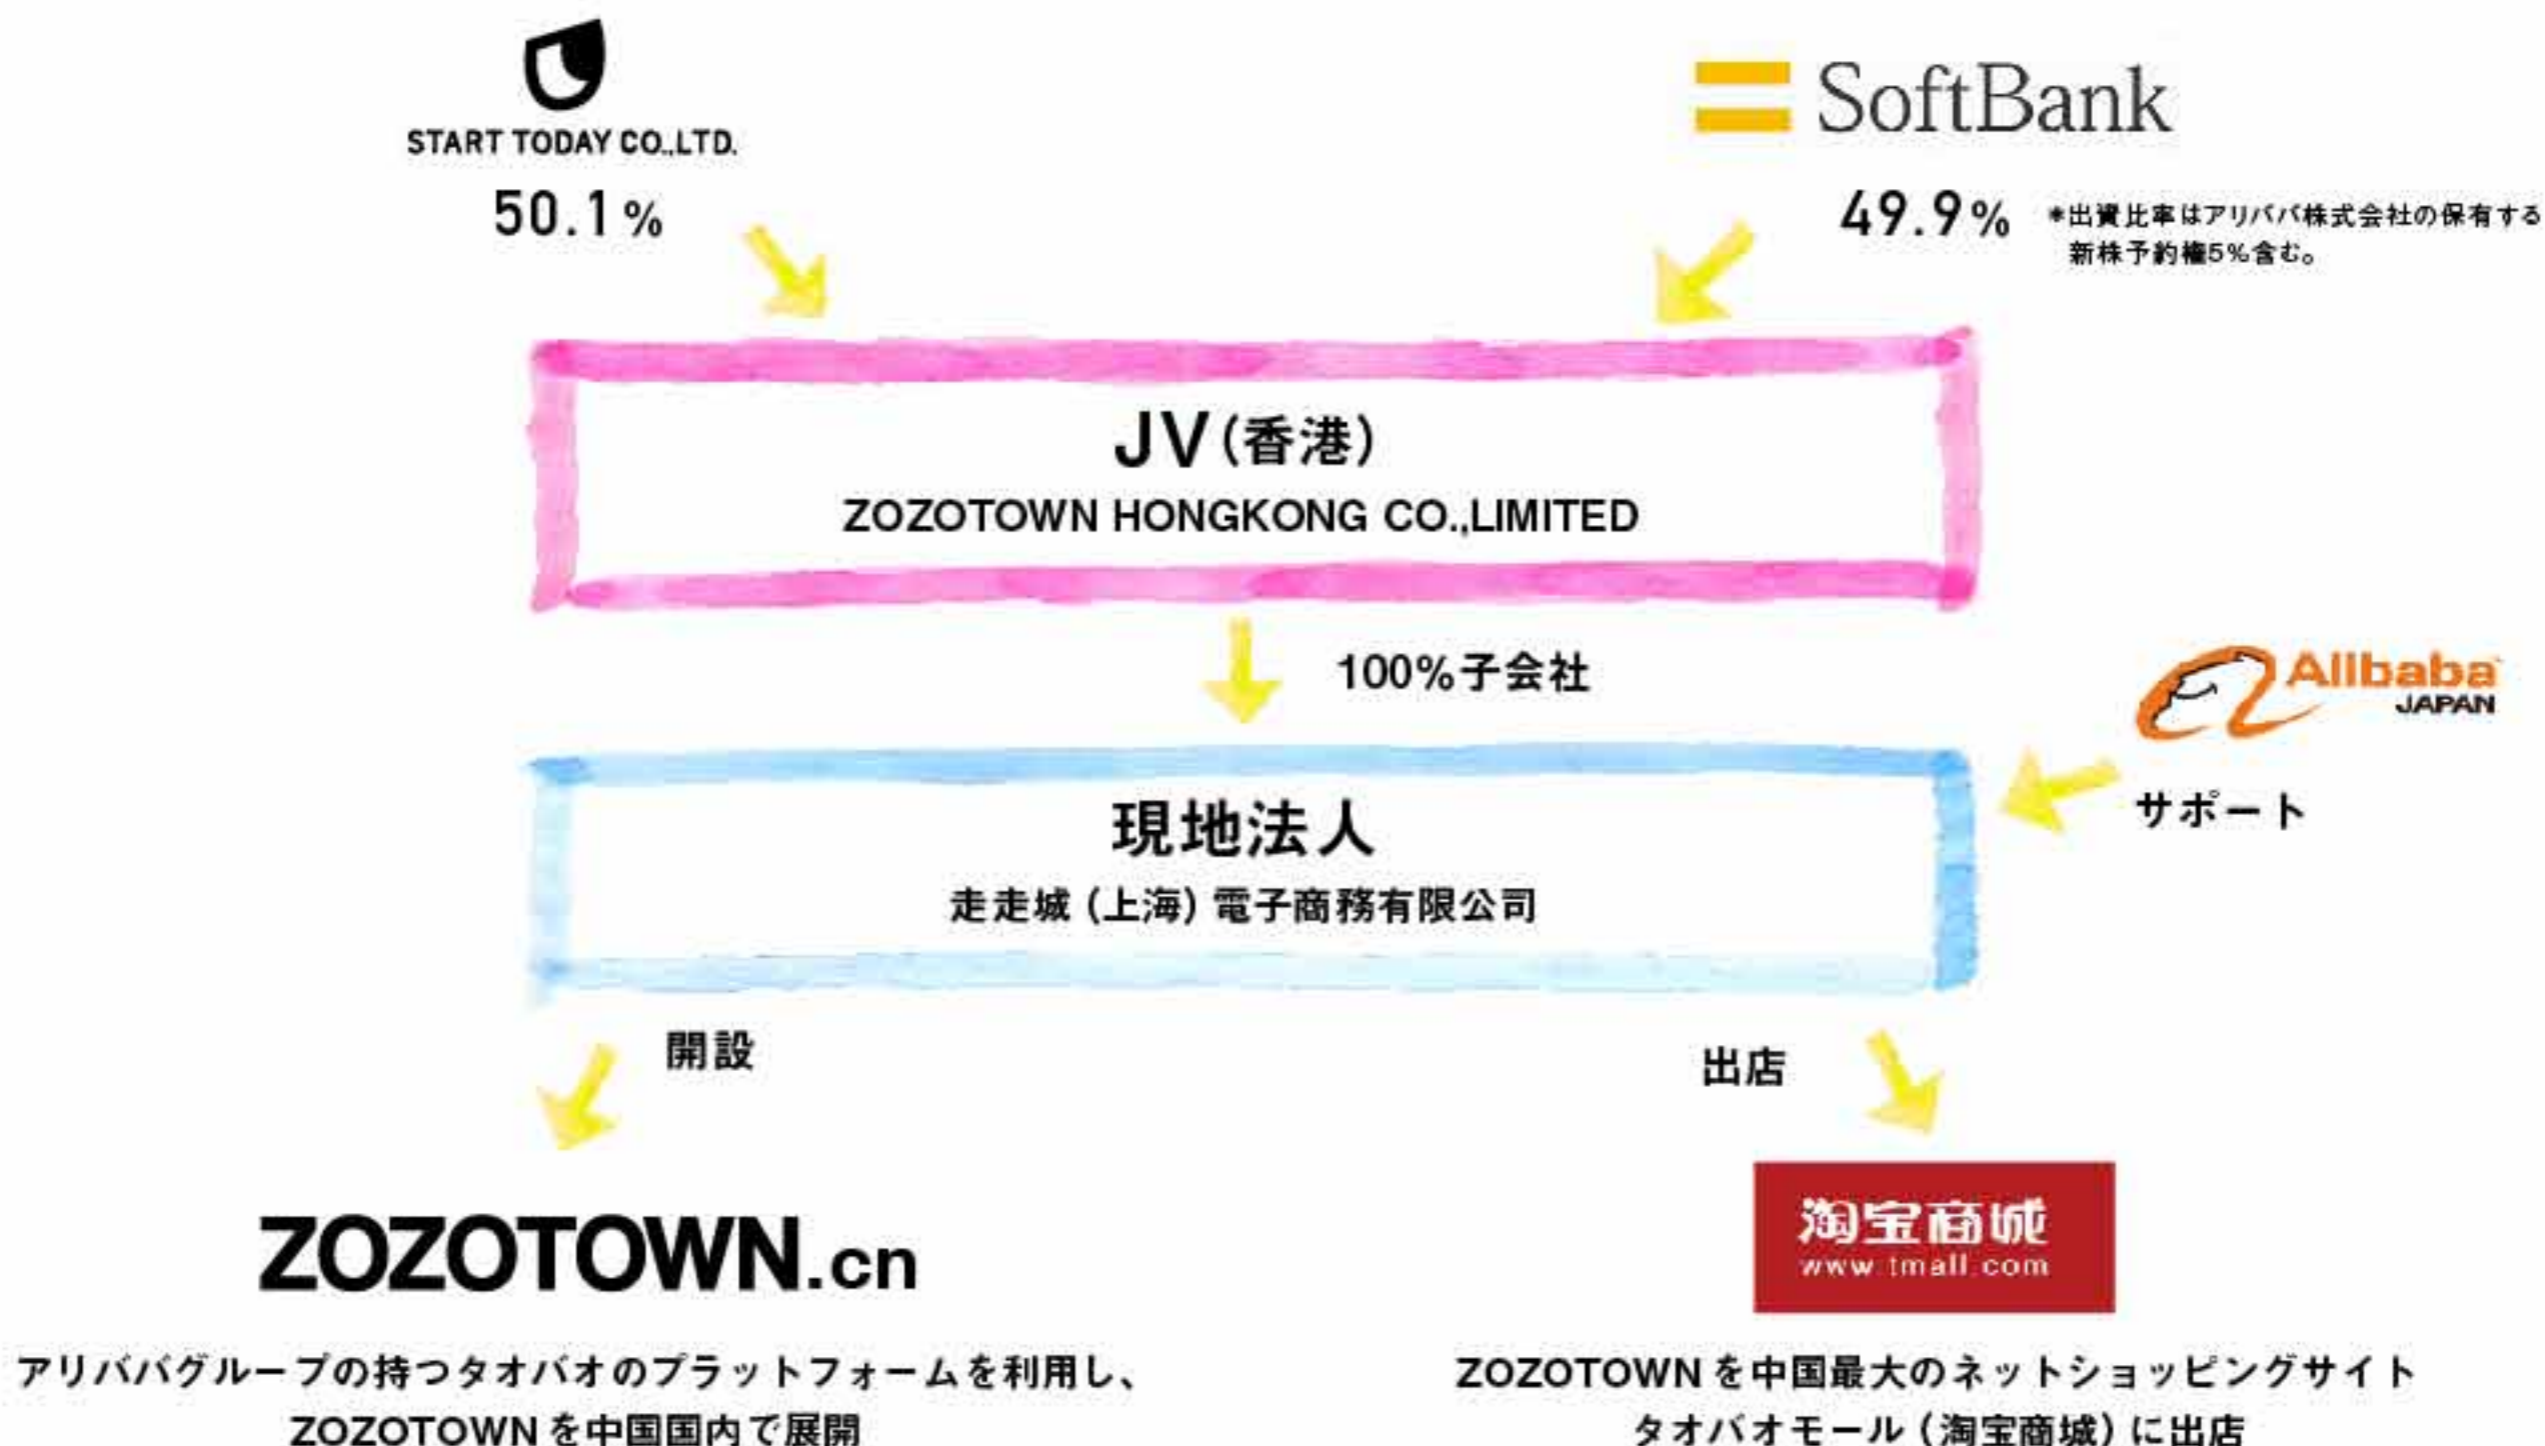 START TODAY CO.,LTD.
SoftBank
50.1%
49.9%
*出資比率はアリババ株式会社の保有する
新株予約権5%含む。
JV(香港)
ZOZOTOWN HONGKONG CO.,LIMITED
100%子会社
Alibaba
JAPAN
サポート
現地法人
走走城 (上海) 電子商務有限公司
開設
出店
ZOZOTOWN.cn
淘宝商城
www.tmall.com
アリババグループの持つタオバオのプラットフォームを利用し、
ZOZOTOWNを中国国内で展開
ZOZOTOWNを中国最大のネットショッピングサイト
タオバオモール（淘宝商城）に出店